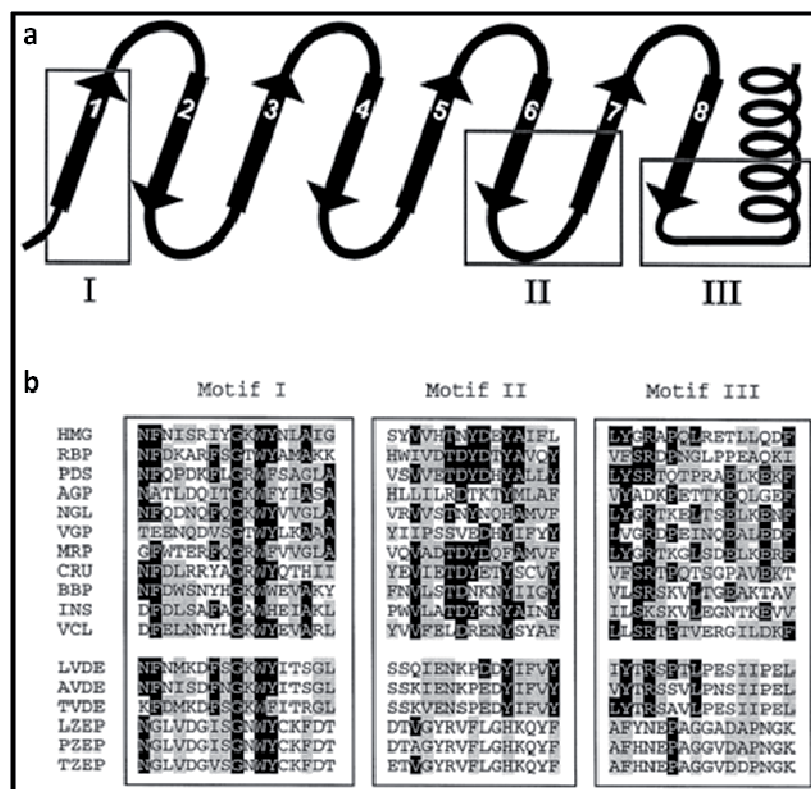 a
1 2 3 4 5 6 7 8
I II III
b
Motif I Motif II Motif III
HMG NFNISRIYGKWYNLAIG SYVVHTNYDEYAIFL LYGRAPQLRETLLQDF
RBP NFDKARFSGTWYAMAKK HWIVDTDYDTYAVQY VFSRDLNGLPPEAQKI
PDS NFQPDKFLGRWFSAGLA VSVVETDYDHYALLY LYSRTQTPRAELKEKF
AGP NATLDQITGKWFYIASA HLLILRDTKTYMLAF VYADKPETTKEQLGEF
NGL NFQDNQFQGKWYVVGLA VRVVSTNYNQHAMVF LYGRTKELTSELKENF
VGP TEENQDVSGTWYLKAAA YIIPSSVEDHYIFYY LVGRDPEINQEALEDF
MRP GFWTERFQGRWFVVGLA VQVADTDYDQFAMVF LYGRTKGLSDELKERF
CRU NFDLRRYAGRWYQTHII YEVIETDYETYSCVY VFSRTPQTSGPAVEKT
BBP NFDWSNYHGKWWEVAKY FNVLSTDNKNYIIGY VLSRSKVLTGEAKTAV
INS DFDLSAFAGAWHEIAKL PWVLATDYKNYAINY ILSKSKVLEGNTKEVV
VCL DFELNNYLGKWYEVARL YVVFELDRENYSYAF LLSRTPTVERGILDKF
LVDE NFNMKDFSGKWYITSGL SSQIENKPDDYIFVY IYTRSPTLPESIIPEL
AVDE NFNISDFSGKWYITSGL SSKIENKPEDYIFVY VYTRSSVLPNSIIPEL
TVDE KFDMKDFSGKWFITRGL SSKVENSPEDYIFVY LYTRSAVLPESIIPEL
LZEP NGLVDGISGNWYCKFDT DTVGYRVFLGHKQYF AFYNEPAGGADAPNGK
PZEP NGLVDGISGNWYCKFDT DTAGYRVFLGHKQYF AFHNEPAGGVDDPNGK
TZEP NGLVDGVSGNWYCKFDT ETVGYRVFLGHKQYF AFHNEPAGGVDAPNGK